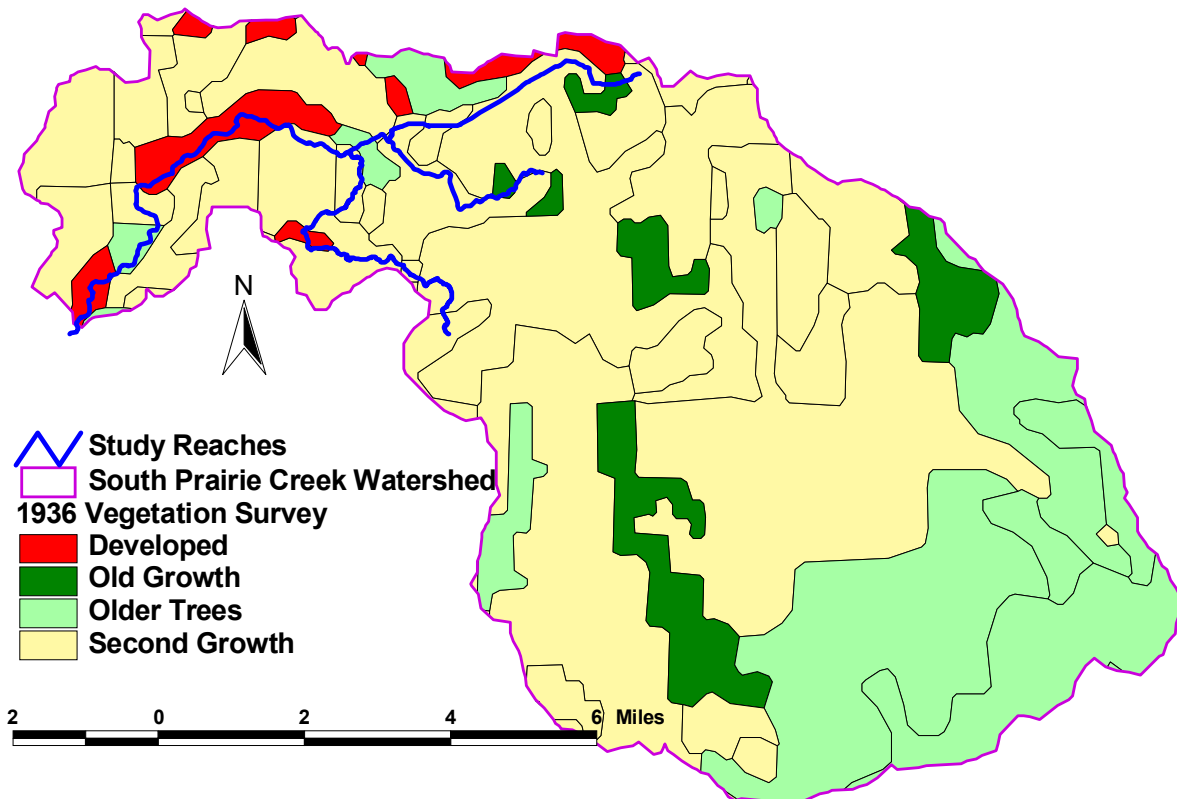 N
Study Reaches
South Prairie Creek Watershed
1936 Vegetation Survey
Developed
Old Growth
Older Trees
Second Growth
2 0 2 4 6 Miles